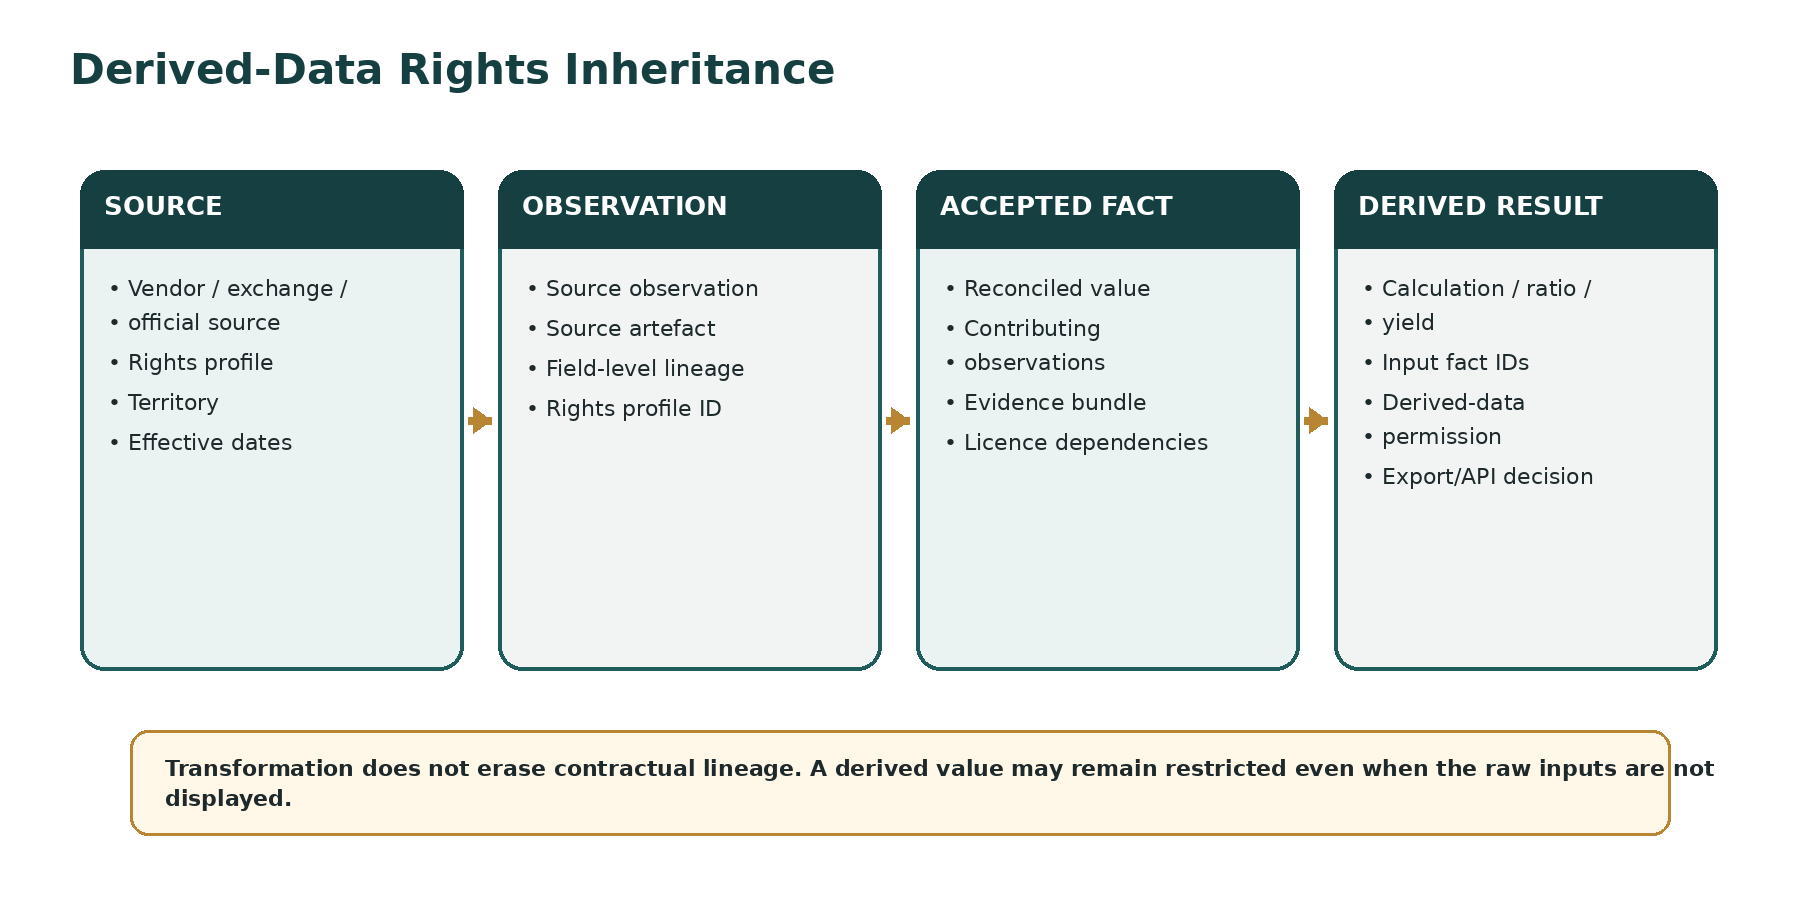 Derived-Data Rights Inheritance
SOURCE
• Vendor / exchange /
• official source
• Rights profile
• Territory
• Effective dates
OBSERVATION
• Source observation
• Source artefact
• Field-level lineage
• Rights profile ID
ACCEPTED FACT
• Reconciled value
• Contributing
• observations
• Evidence bundle
• Licence dependencies
DERIVED RESULT
• Calculation / ratio /
• yield
• Input fact IDs
• Derived-data
• permission
• Export/API decision
Transformation does not erase contractual lineage. A derived value may remain restricted even when the raw inputs are not
displayed.